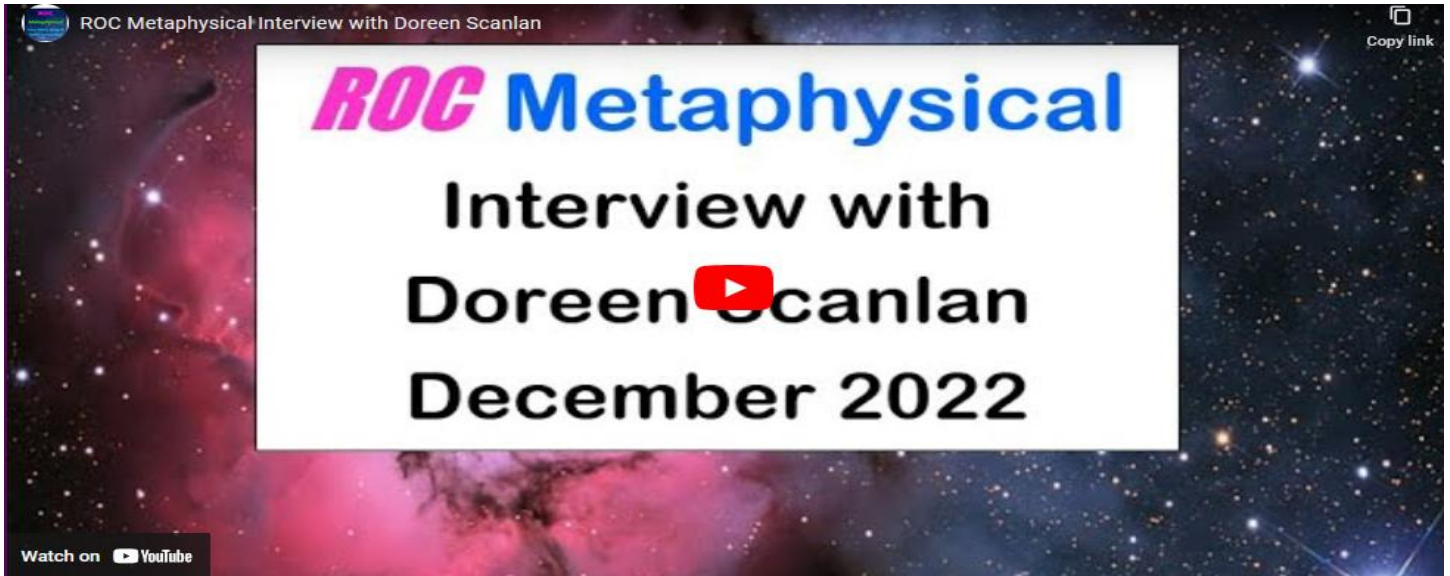 ROC Metaphysical Interview with Doreen Scanlan
Copy link
ROC Metaphysical
Interview with
Doreen Scanlan
December 2022
Watch on YouTube